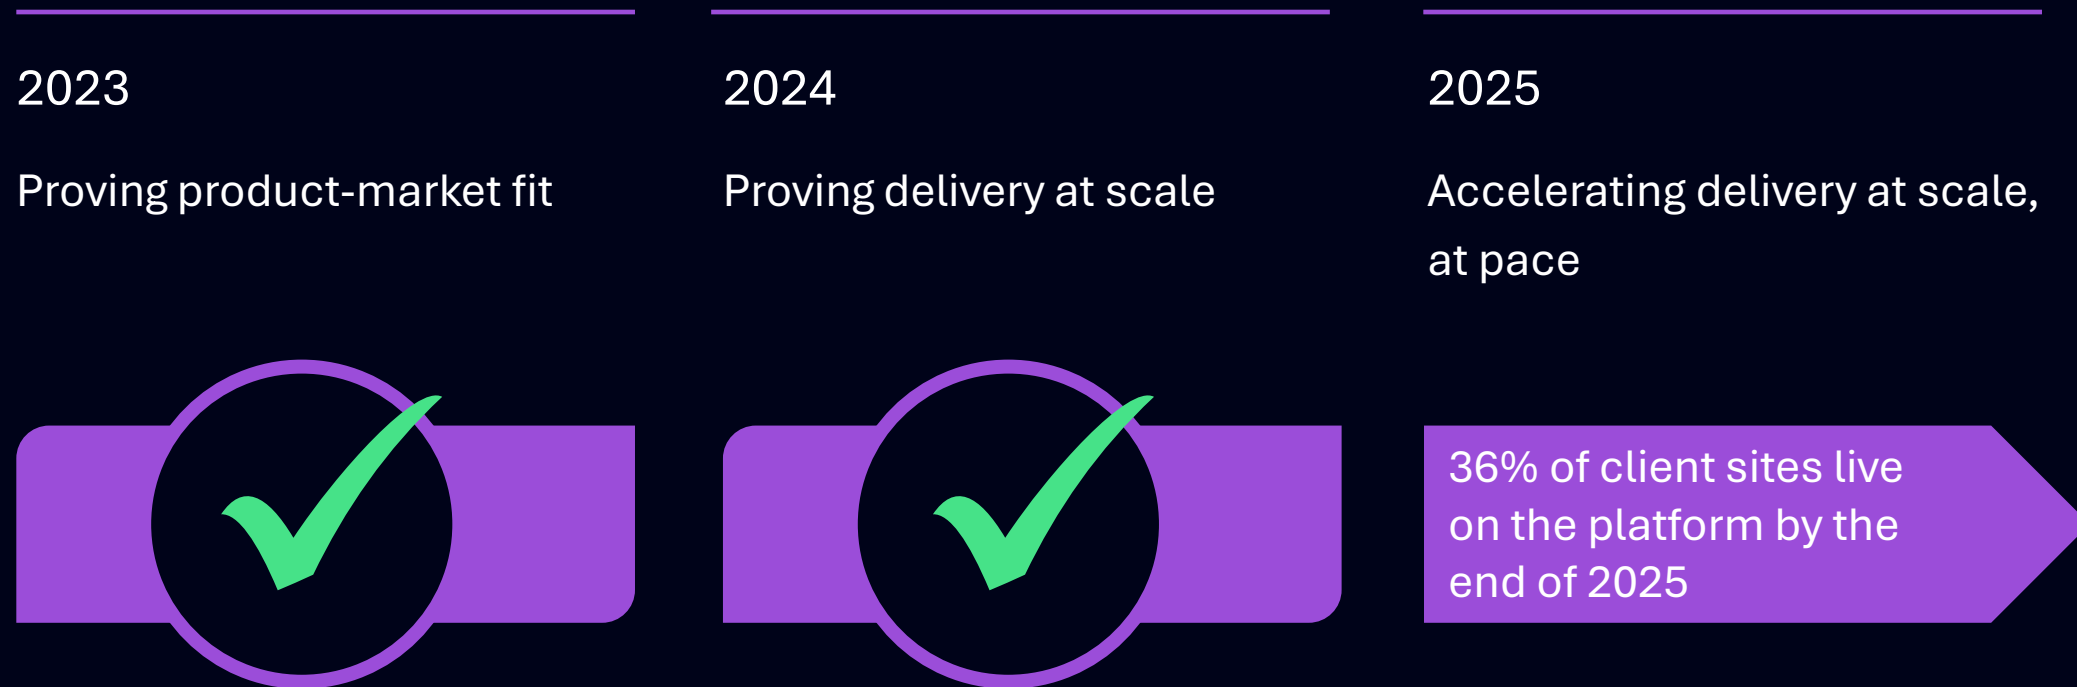 2023
Proving product-market fit
2024
Proving delivery at scale
2025
Accelerating delivery at scale,
at pace
36% of client sites live
on the platform by the
end of 2025